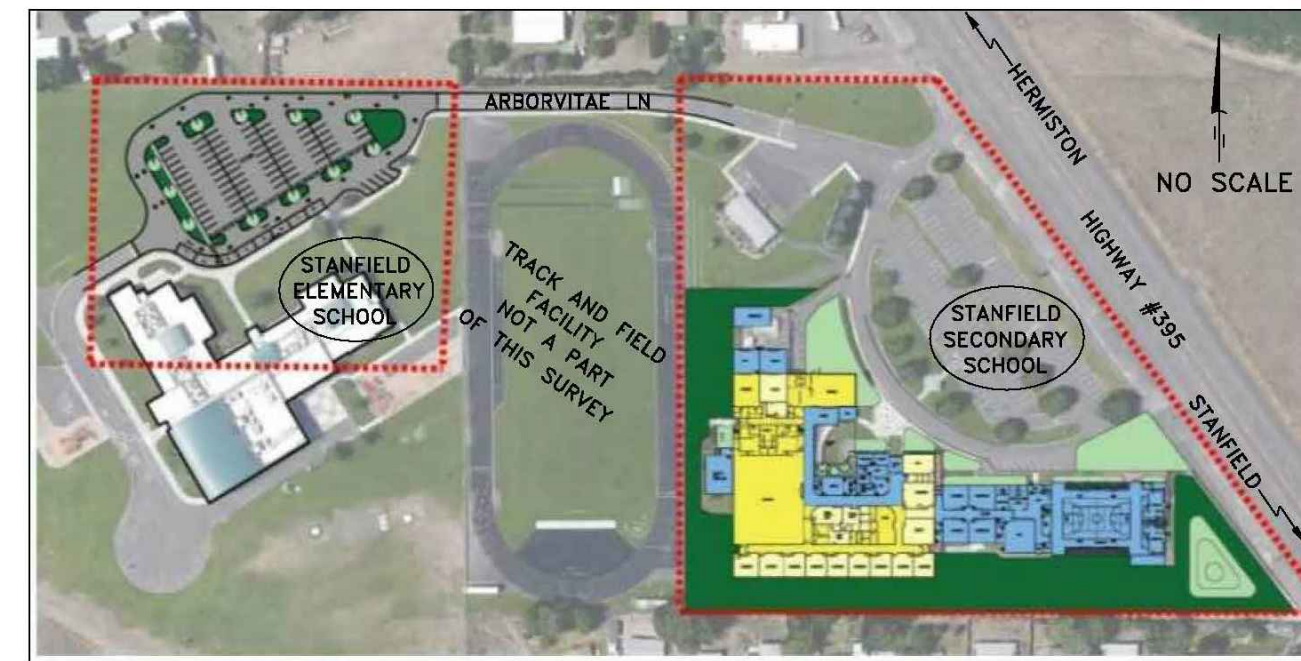 ARBORVITAE LN
HERMISTON
NO SCALE
HIGHWAY #395
STANFIELD
ELEMENTARY
SCHOOL
TRACK AND FIELD
FACILITY
NOT A PART
OF THIS SURVEY
STANFIELD
SECONDARY
SCHOOL
STANFIELD